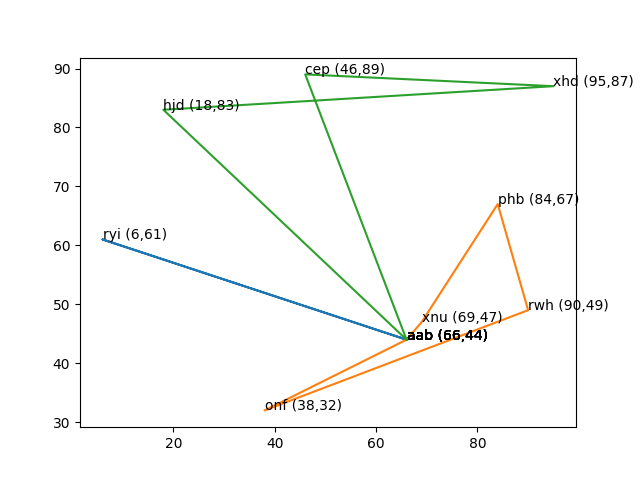 90
80
70
60
50
40
30
20
40
60
80
cep (46,89)
xhd (95,87)
hjd (18,83)
phb (84,67)
ryi (6,61)
rwh (90,49)
xnu (69,47)
aab (66,44)
onf (38,32)